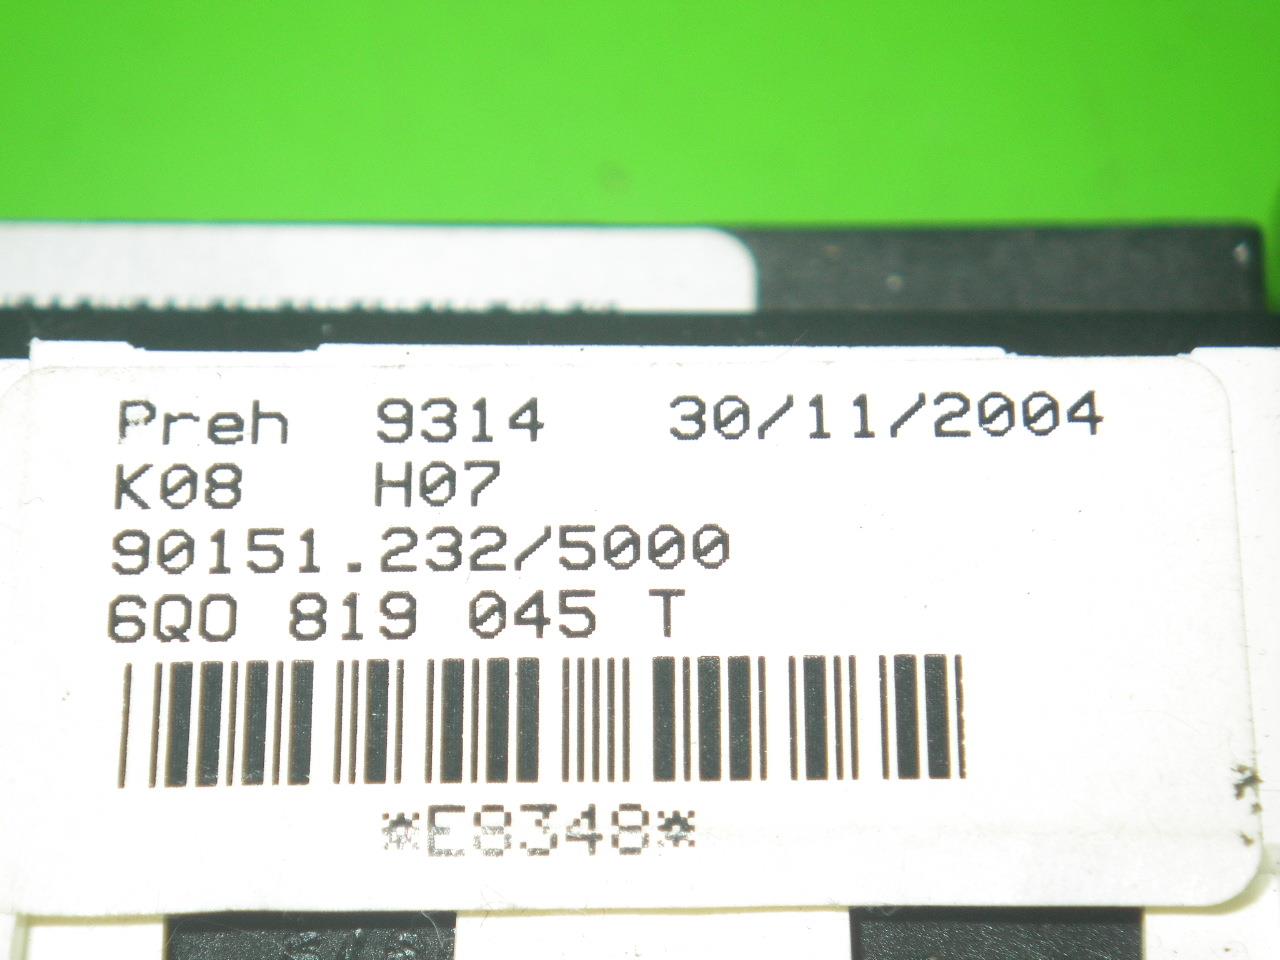 Preh 9314 30/11/2004
K08 H07
90151.232/5000
6Q0 819 045 T
*E8348*